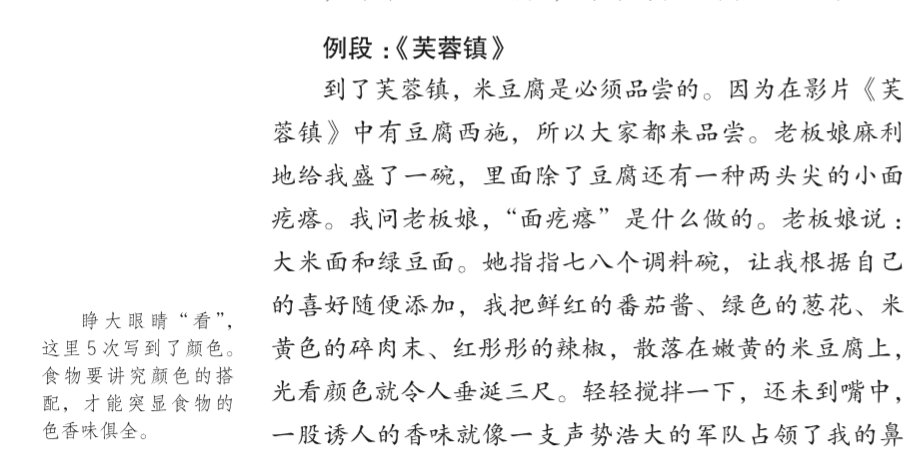 例段：《芙蓉镇》
到了芙蓉镇，米豆腐是必须品尝的。因为在影片《芙
蓉镇》中有豆腐西施，所以大家都来品尝。老板娘麻利
地给我盛了一碗，里面除了豆腐还有一种两头尖的小面
疙瘩。我问老板娘，“面疙瘩”是什么做的。老板娘说：
大米面和绿豆面。她指指七八个调料碗，让我根据自己
的喜好随便添加，我把鲜红的番茄酱、绿色的葱花、米
黄色的碎肉末、红彤彤的辣椒，散落在嫩黄的米豆腐上，
光看颜色就令人垂涎三尺。轻轻搅拌一下，还未到嘴中，
一股诱人的香味就像一支声势浩大的军队占领了我的鼻
睁大眼睛“看”，
这里5次写到了颜色。
食物要讲究颜色的搭
配，才能突显食物的
色香味俱全。